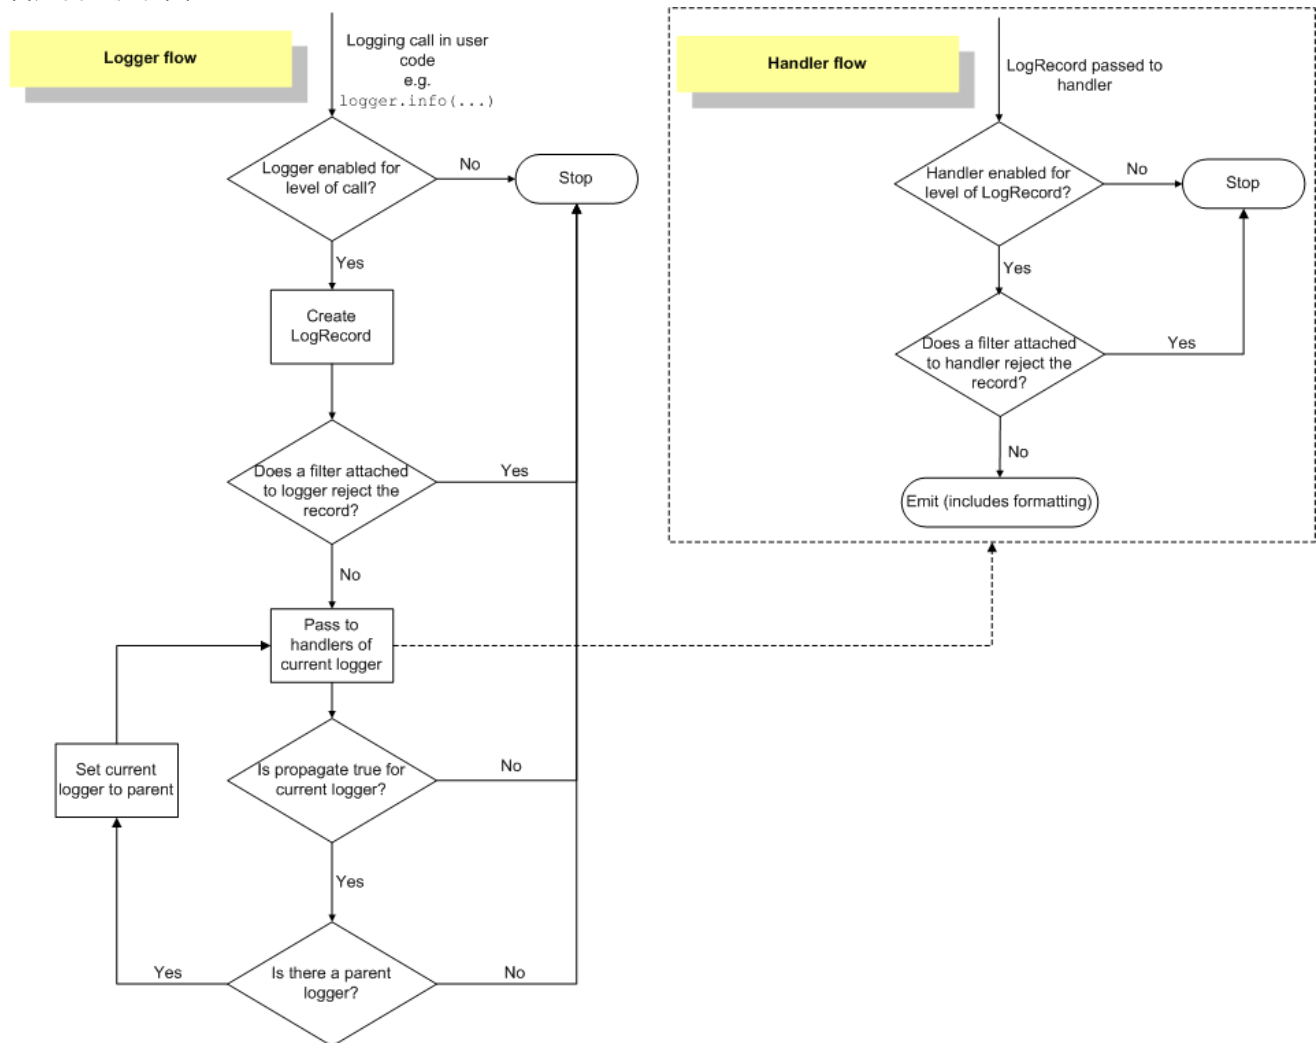 Logger flow
Logging call in user
code
e.g.
logger.info(...)
Logger enabled for
level of call?
No
Stop
Yes
Create
LogRecord
Does a filter attached
to logger reject the
record?
Yes
No
Pass to
handlers of
current logger
Set current
logger to parent
Is propagate true for
current logger?
No
Yes
Is there a parent
logger?
Yes
No
Handler flow
LogRecord passed to
handler
Handler enabled for
level of LogRecord?
No
Stop
Yes
Does a filter attached
to handler reject the
record?
Yes
No
Emit (includes formatting)